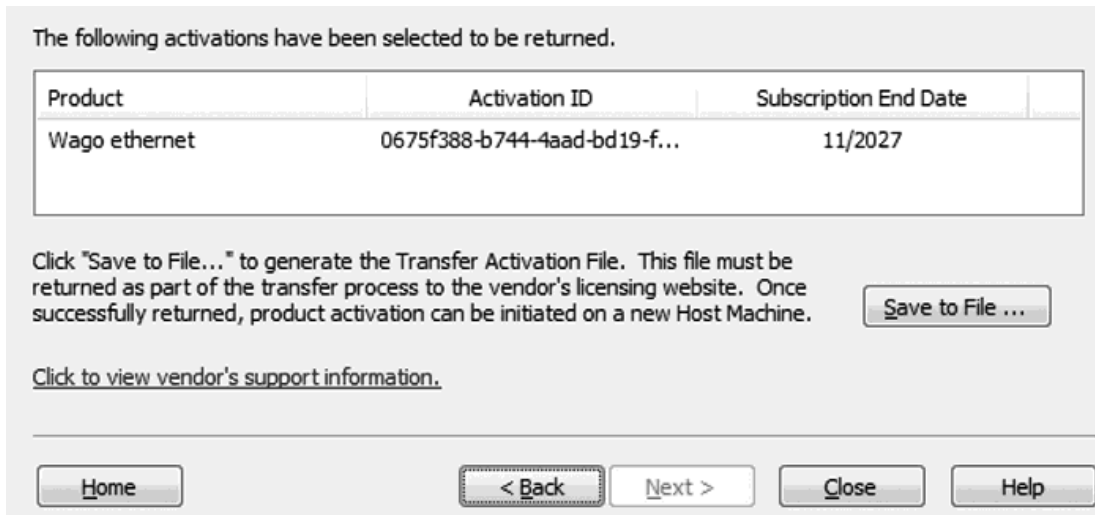 The following activations have been selected to be returned.
Product Activation ID Subscription End Date
Wago ethernet 0675f388-b744-4aad-bd19-f... 11/2027
Click "Save to File..." to generate the Transfer Activation File. This file must be
returned as part of the transfer process to the vendor's licensing website. Once
successfully returned, product activation can be initiated on a new Host Machine.
Save to File ...
Click to view vendor's support information.
Home < Back Next > Close Help